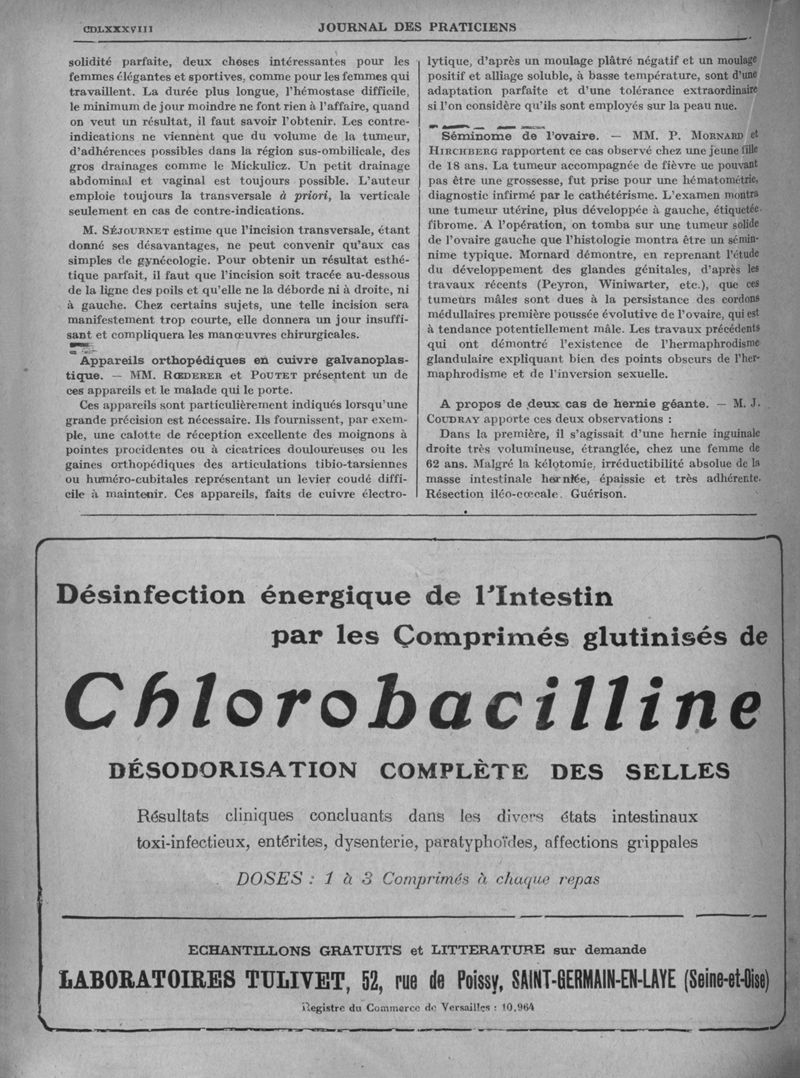 CDLXXXVIII
JOURNAL DES PRATICIENS
solidité parfaite, deux choses intéressantes pour les
femmes élégantes et sportives, comme pour les femmes qui
travaillent. La durée plus longue, l'hémostase difficile,
le minimum de jour moindre ne font rien à l'affaire, quand
on veut un résultat, il faut savoir l'obtenir. Les contre-
indications ne viennent que du volume de la tumeur,
d'adhérences possibles dans la région sus-ombilicale, des
gros drainages comme le Mickulicz. Un petit drainage
abdominal et vaginal est toujours possible. L'auteur
emploie toujours la transversale à priori, la verticale
seulement en cas de contre-indications.
M. SÉJOURNET estime que l'incision transversale, étant
donné ses désavantages, ne peut convenir qu'aux cas
simples de gynécologie. Pour obtenir un résultat esthé-
tique parfait, il faut que l'incision soit tracée au-dessous
de la ligne des poils et qu'elle ne la déborde ni à droite, ni
à gauche. Chez certains sujets, une telle incision sera
manifestement trop courte, elle donnera un jour insuffi-
sant et compliquera les manœuvres chirurgicales.
Appareils orthopédiques en cuivre galvanoplas-
tique. — MM. RŒDERER et POUTET présentent un de
ces appareils et le malade qui le porte.
Ces appareils sont particulièrement indiqués lorsqu'une
grande précision est nécessaire. Ils fournissent, par exem-
ple, une calotte de réception excellente des moignons à
pointes procidentes ou à cicatrices douloureuses ou les
gaines orthopédiques des articulations tibio-tarsiennes
ou huméro-cubitales représentant un levier coudé diffi-
cile à maintenir. Ces appareils, faits de cuivre électro-
lytique, d'après un moulage plâtré négatif et un moulage
positif et alliage soluble, à basse température, sont d'une
adaptation parfaite et d'une tolérance extraordinaire
si l'on considère qu'ils sont employés sur la peau nue.
Séminome de l'ovaire. — MM. P. MORNARD et
HIRCHBERG rapportent ce cas observé chez une jeune fille
de 18 ans. La tumeur accompagnée de fièvre ue pouvant
pas être une grossesse, fut prise pour une hématométrie,
diagnostic infirmé par le cathétérisme. L'examen montra
une tumeur utérine, plus développée à gauche, étiquetée
fibrome. A l'opération, on tomba sur une tumeur solide
de l'ovaire gauche que l'histologie montra être un sémin-
nime typique. Mornard démontre, en reprenant l'étude
du développement des glandes génitales, d'après les
travaux récents (Peyron, Winiwarter, etc.), que ces
tumeurs mâles sont dues à la persistance des cordons
médullaires première poussée évolutive de l'ovaire, qui est
à tendance potentiellement mâle. Les travaux précédents
qui ont démontré l'existence de l'hermaphrodisme
glandulaire expliquant bien des points obscurs de l'her-
maphrodisme et de l'inversion sexuelle.
A propos de deux cas de hernie géante. — M. J.
COUDRAY apporte ces deux observations :
Dans la première, il s'agissait d'une hernie inguinale
droite très volumineuse, étranglée, chez une femme de
62 ans. Malgré la kélotomie, irréductibilité absolue de la
masse intestinale herniée, épaissie et très adhérente.
Résection iléo-cœcale. Guérison.
Désinfection énergique de l'Intestin
par les Comprimés glutinisés de
Chlorobacilline
DÉSODORISATION COMPLÈTE DES SELLES
Résultats cliniques concluants dans les divers états intestinaux
toxi-infectieux, entérites, dysenterie, paratyphoïdes, affections grippales
DOSES : 1 à 3 Comprimés à chaque repas
ECHANTILLONS GRATUITS et LITTERATURE sur demande
LABORATOIRES TULIVET, 52, rue de Poissy, SAINT-GERMAIN-EN-LAYE (Seine-et-Oise)
Registre du Commerce de Versailles : 10,964